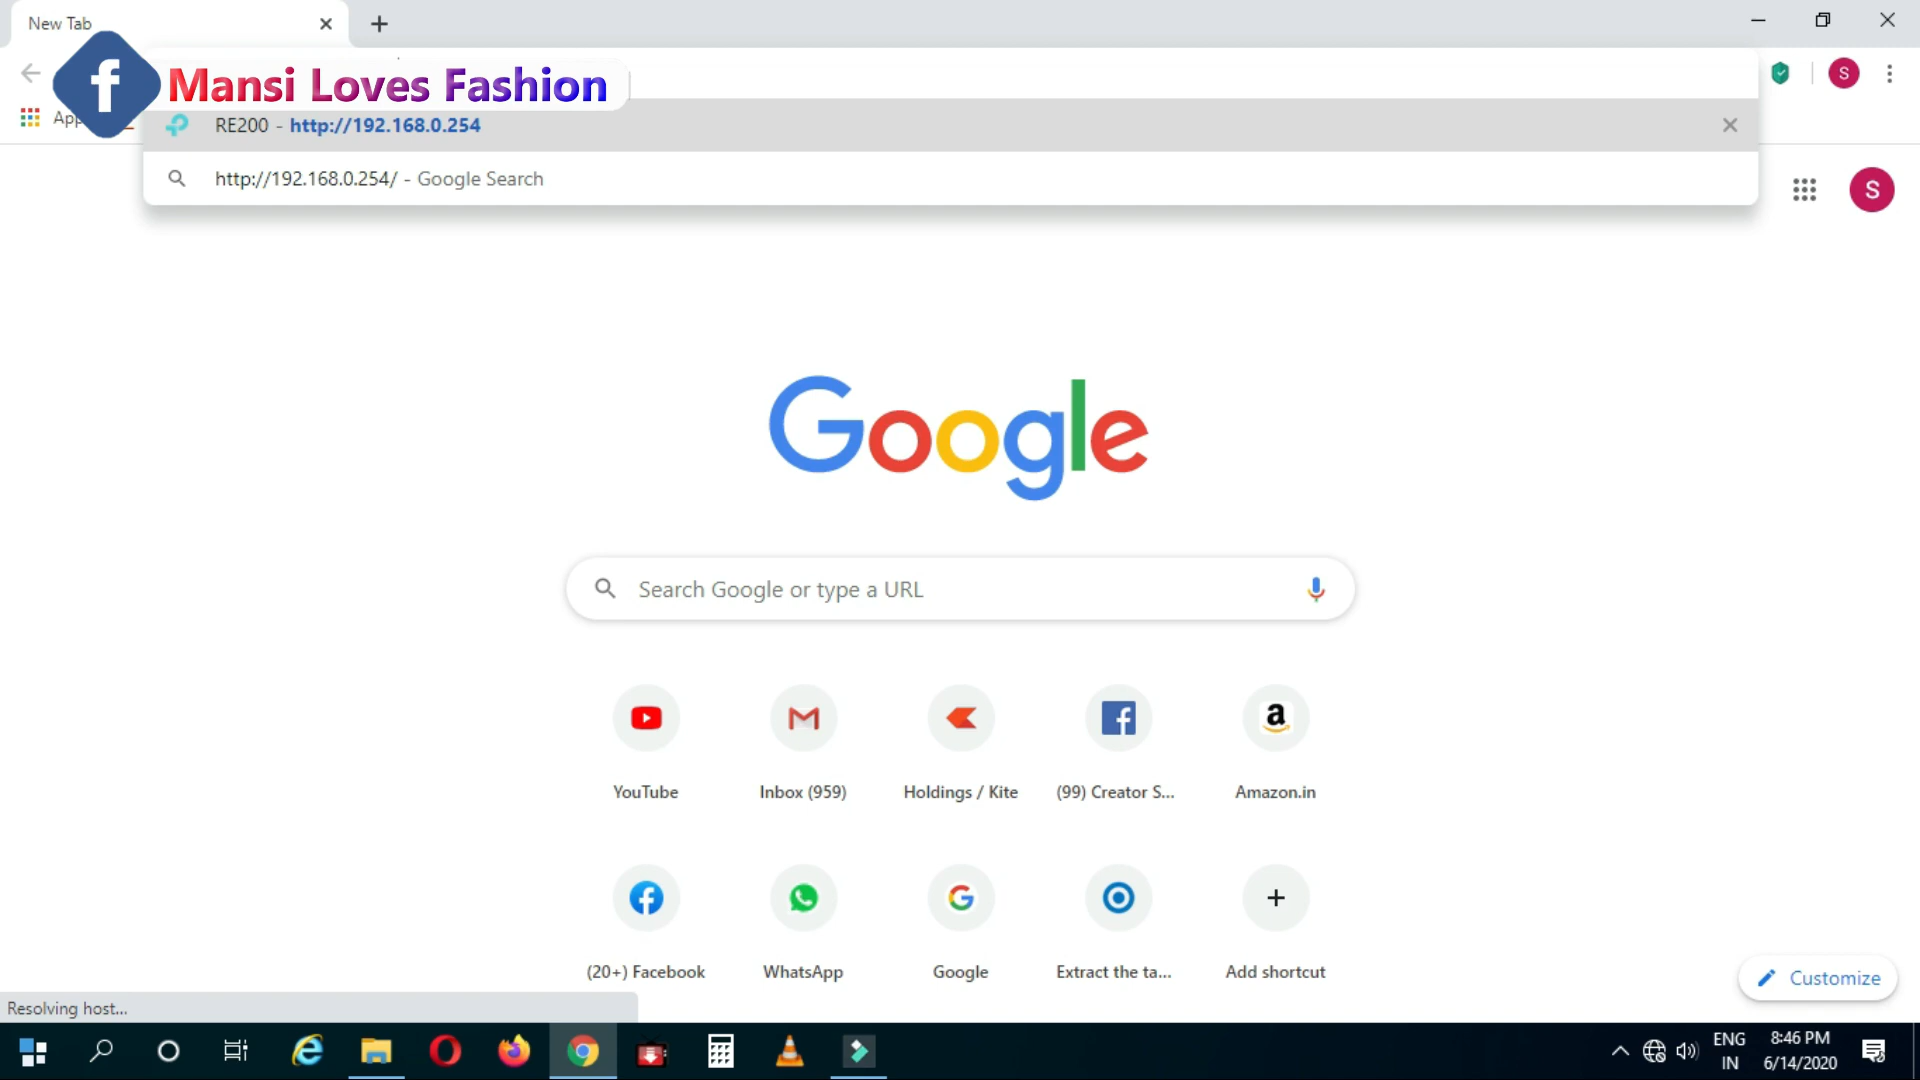 New Tab
Mansi Loves Fashion
App
RE200 - http://192.168.0.254
http://192.168.0.254/ - Google Search
S
S
Google
Search Google or type a URL
YouTube
Inbox (959)
Holdings / Kite
(99) Creator S...
Amazon.in
(20+) Facebook
WhatsApp
Google
Extract the ta...
Add shortcut
Customize
Resolving host...
ENG
IN
8:46 PM
6/14/2020